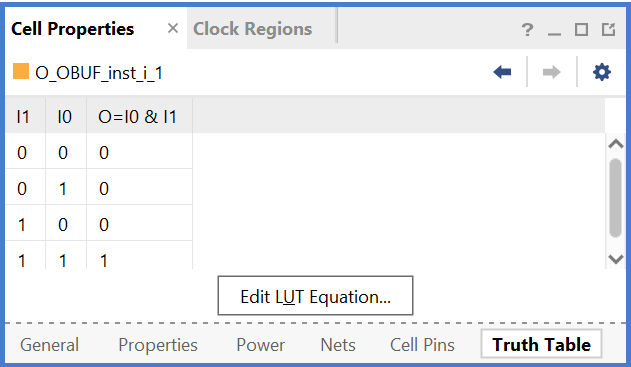 Cell Properties × Clock Regions ?
O_OBUF_inst_i_1
I1 I0 O=I0 & I1
0 0 0
0 1 0
1 0 0
1 1 1
Edit LUT Equation...
General Properties Power Nets Cell Pins Truth Table